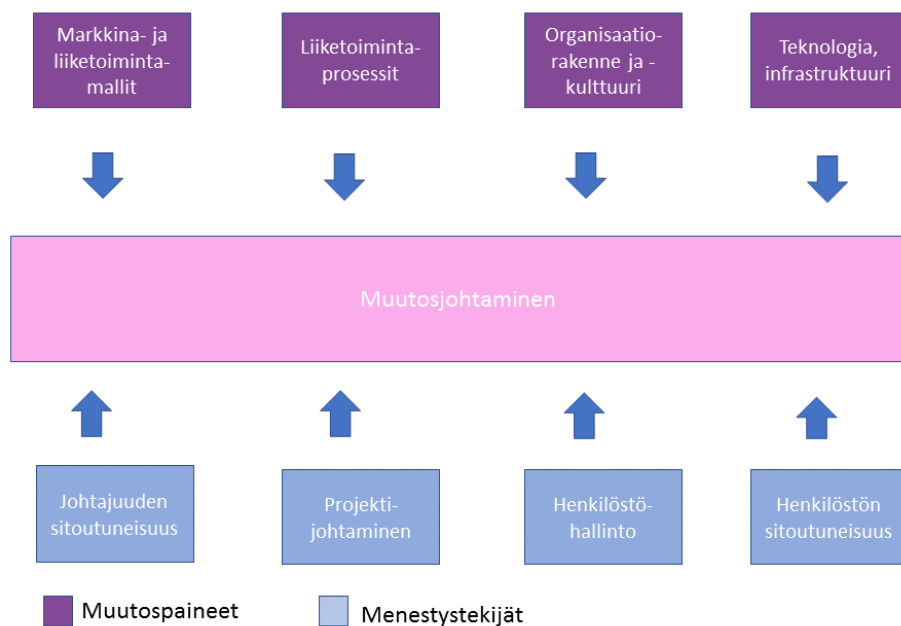 Markkina- ja
liiketoiminta-
mallit
Liiketoiminta-
prosessit
Organisaatio-
rakenne ja -
kulttuuri
Teknologia,
infrastruktuuri
Muutosjohtaminen
Johtajuuden
sitoutuneisuus
Projekti-
johtaminen
Henkilöstö-
hallinto
Henkilöstön
sitoutuneisuus
Muutospaineet
Menestystekijät